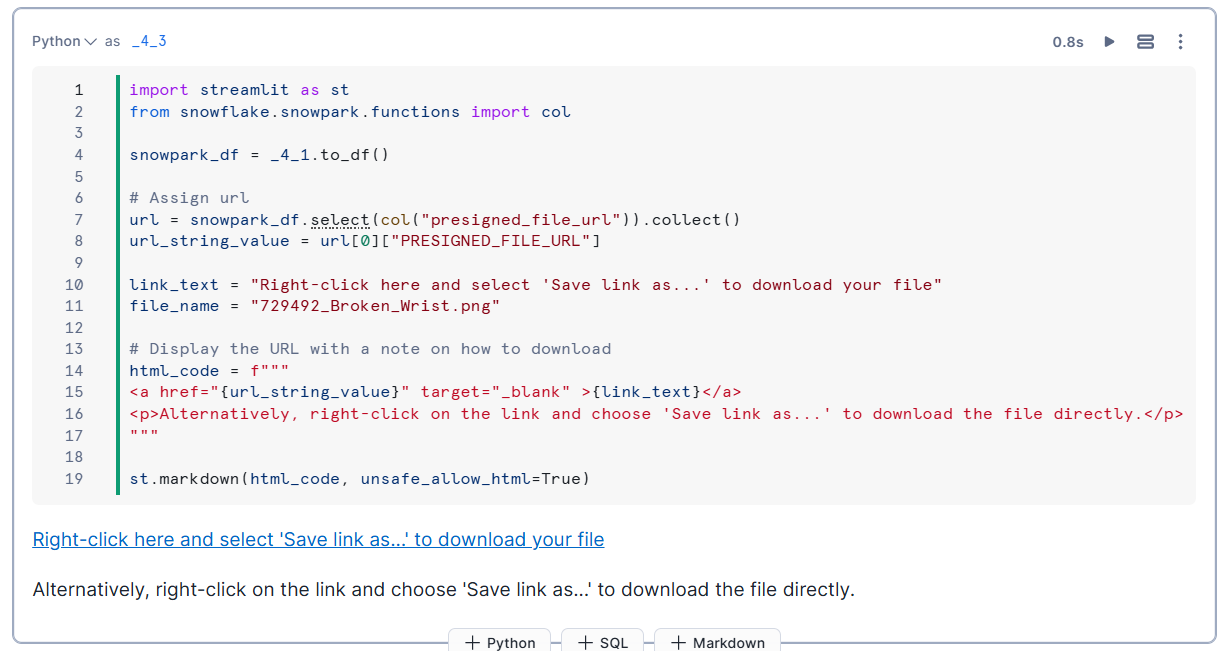 Python as _4_3 0.8s
1 import streamlit as st
2 from snowflake.snowpark.functions import col
3
4 snowpark_df = _4_1.to_df()
5
6 # Assign url
7 url = snowpark_df.select(col("presigned_file_url")).collect()
8 url_string_value = url[0]["PRESIGNED_FILE_URL"]
9
10 link_text = "Right-click here and select 'Save link as...' to download your file"
11 file_name = "729492_Broken_Wrist.png"
12
13 # Display the URL with a note on how to download
14 html_code = f"""
15 <a href="{url_string_value}" target="_blank" >{link_text}</a>
16 <p>Alternatively, right-click on the link and choose 'Save link as...' to download the file directly.</p>
17 """
18
19 st.markdown(html_code, unsafe_allow_html=True)
Right-click here and select 'Save link as...' to download your file
Alternatively, right-click on the link and choose 'Save link as...' to download the file directly.
+ Python + SQL + Markdown